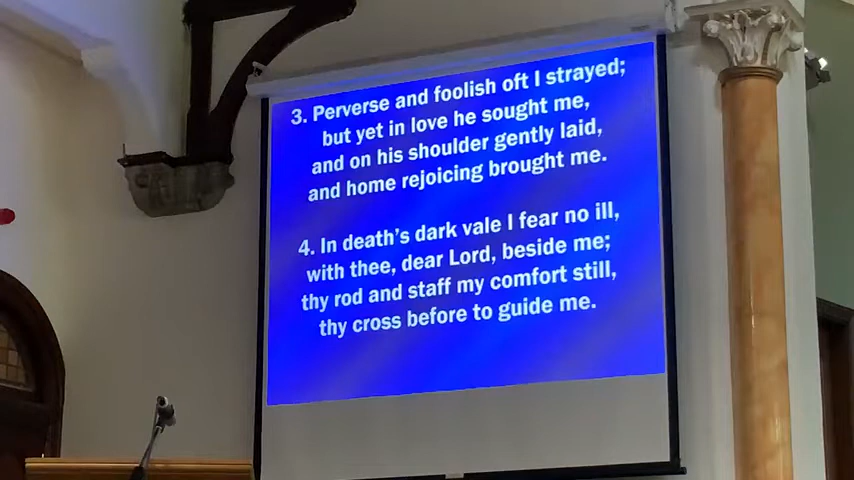 3. Perverse and foolish oft I strayed;
but yet in love he sought me,
and on his shoulder gently laid,
and home rejoicing brought me.
4. In death's dark vale I fear no ill,
with thee, dear Lord, beside me;
thy rod and staff my comfort still,
thy cross before to guide me.